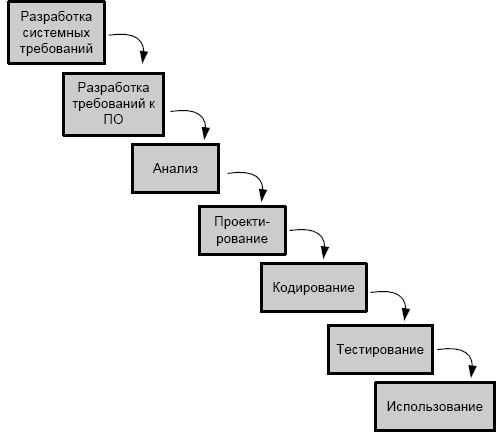 Разработка
системных
требований
Разработка
требований к
ПО
Анализ
Проекти-
рование
Кодирование
Тестирование
Использование